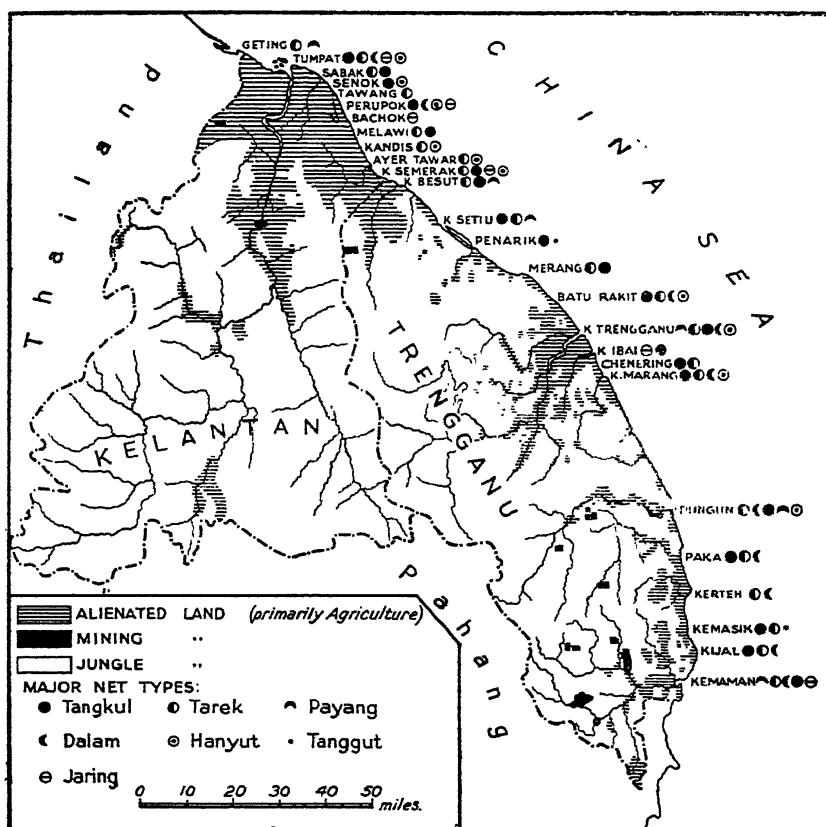 GETING
TUMPAT
SABAK
SENOK
TAWANG
PERUPOK
BACHOK
MELAWI
KANDIS
AYER TAWAR
K SEMERAK
K BESUT
K SETIU
PENARIK
MERANG
BATU RAKIT
K TRENGGANU
K IBAI
CHENERING
K. MARANG
PAKA
KERTEH
KEMASIK
KIJAL
KEMAMAN
CHINA SEA
Thailand
KELANTAN
TRENGGANU
Pahang
ALIENATED LAND (primarily Agriculture)
MINING "
JUNGLE "
MAJOR NET TYPES:
Tangkul Tarek Payang
Dalam Hanyut Tanggut
Jaring
0 10 20 30 40 50 miles.